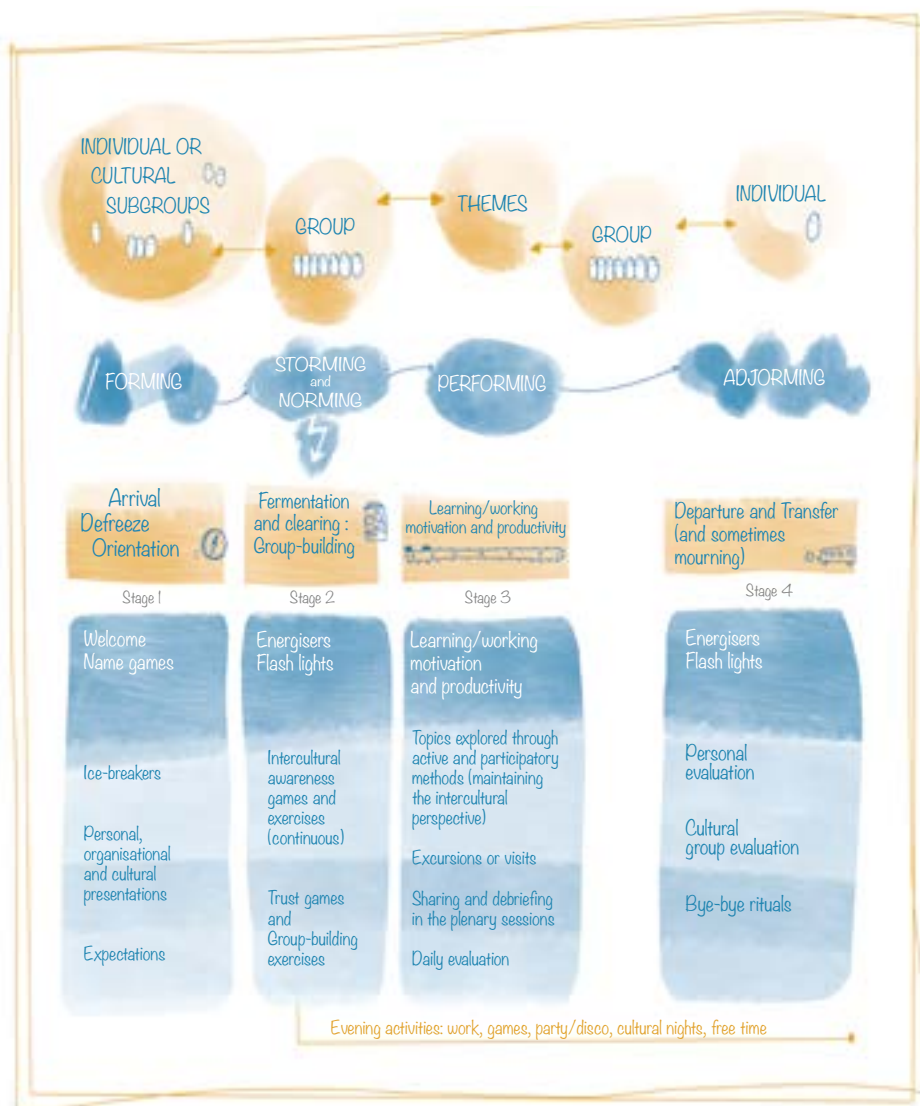 INDIVIDUAL OR
CULTURAL
SUBGROUPS
GROUP
THEMES
GROUP
INDIVIDUAL
FORMING
STORMING
and
NORMING
PERFORMING
ADJORMING
Arrival
Defreeze
Orientation
Stage 1
Fermentation
and clearing :
Group-building
Stage 2
Learning/working
motivation and productivity
Stage 3
Departure and Transfer
(and sometimes
mourning)
Stage 4
Welcome
Name games
Ice-breakers
Personal,
organisational
and cultural
presentations
Expectations
Energisers
Flash lights
Intercultural
awareness
games and
exercises
(continuous)
Trust games
and
Group-building
exercises
Learning/working
motivation
and productivity
Topics explored through
active and participatory
methods (maintaining
the intercultural
perspective)
Excursions or visits
Sharing and debriefing
in the plenary sessions
Daily evaluation
Energisers
Flash lights
Personal
evaluation
Cultural
group evaluation
Bye-bye rituals
Evening activities: work, games, party/disco, cultural nights, free time